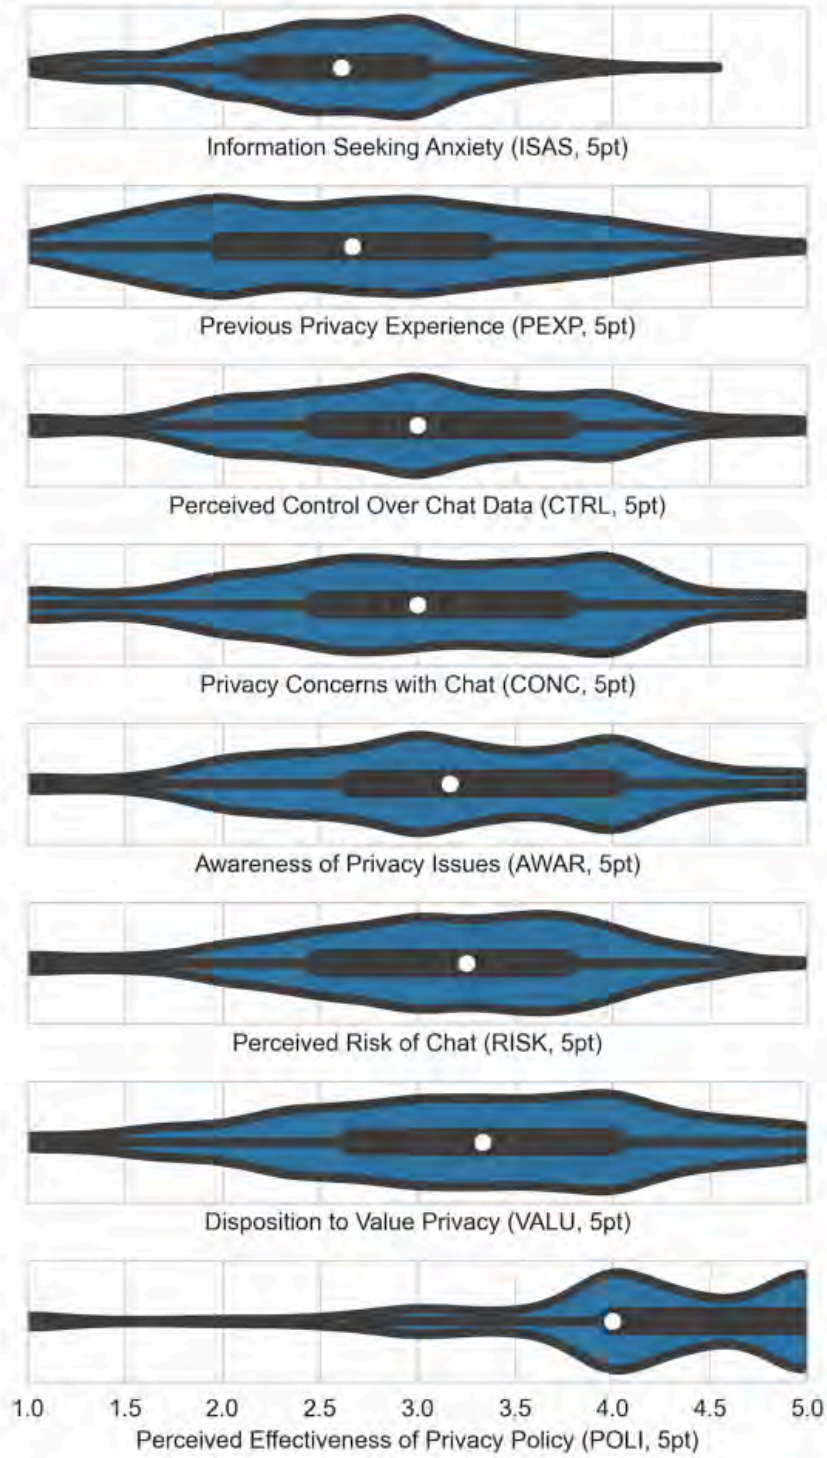 Information Seeking Anxiety (ISAS, 5pt)
Previous Privacy Experience (PEXP, 5pt)
Perceived Control Over Chat Data (CTRL, 5pt)
Privacy Concerns with Chat (CONC, 5pt)
Awareness of Privacy Issues (AWAR, 5pt)
Perceived Risk of Chat (RISK, 5pt)
Disposition to Value Privacy (VALU, 5pt)
1.0 1.5 2.0 2.5 3.0 3.5 4.0 4.5 5.0
Perceived Effectiveness of Privacy Policy (POLI, 5pt)